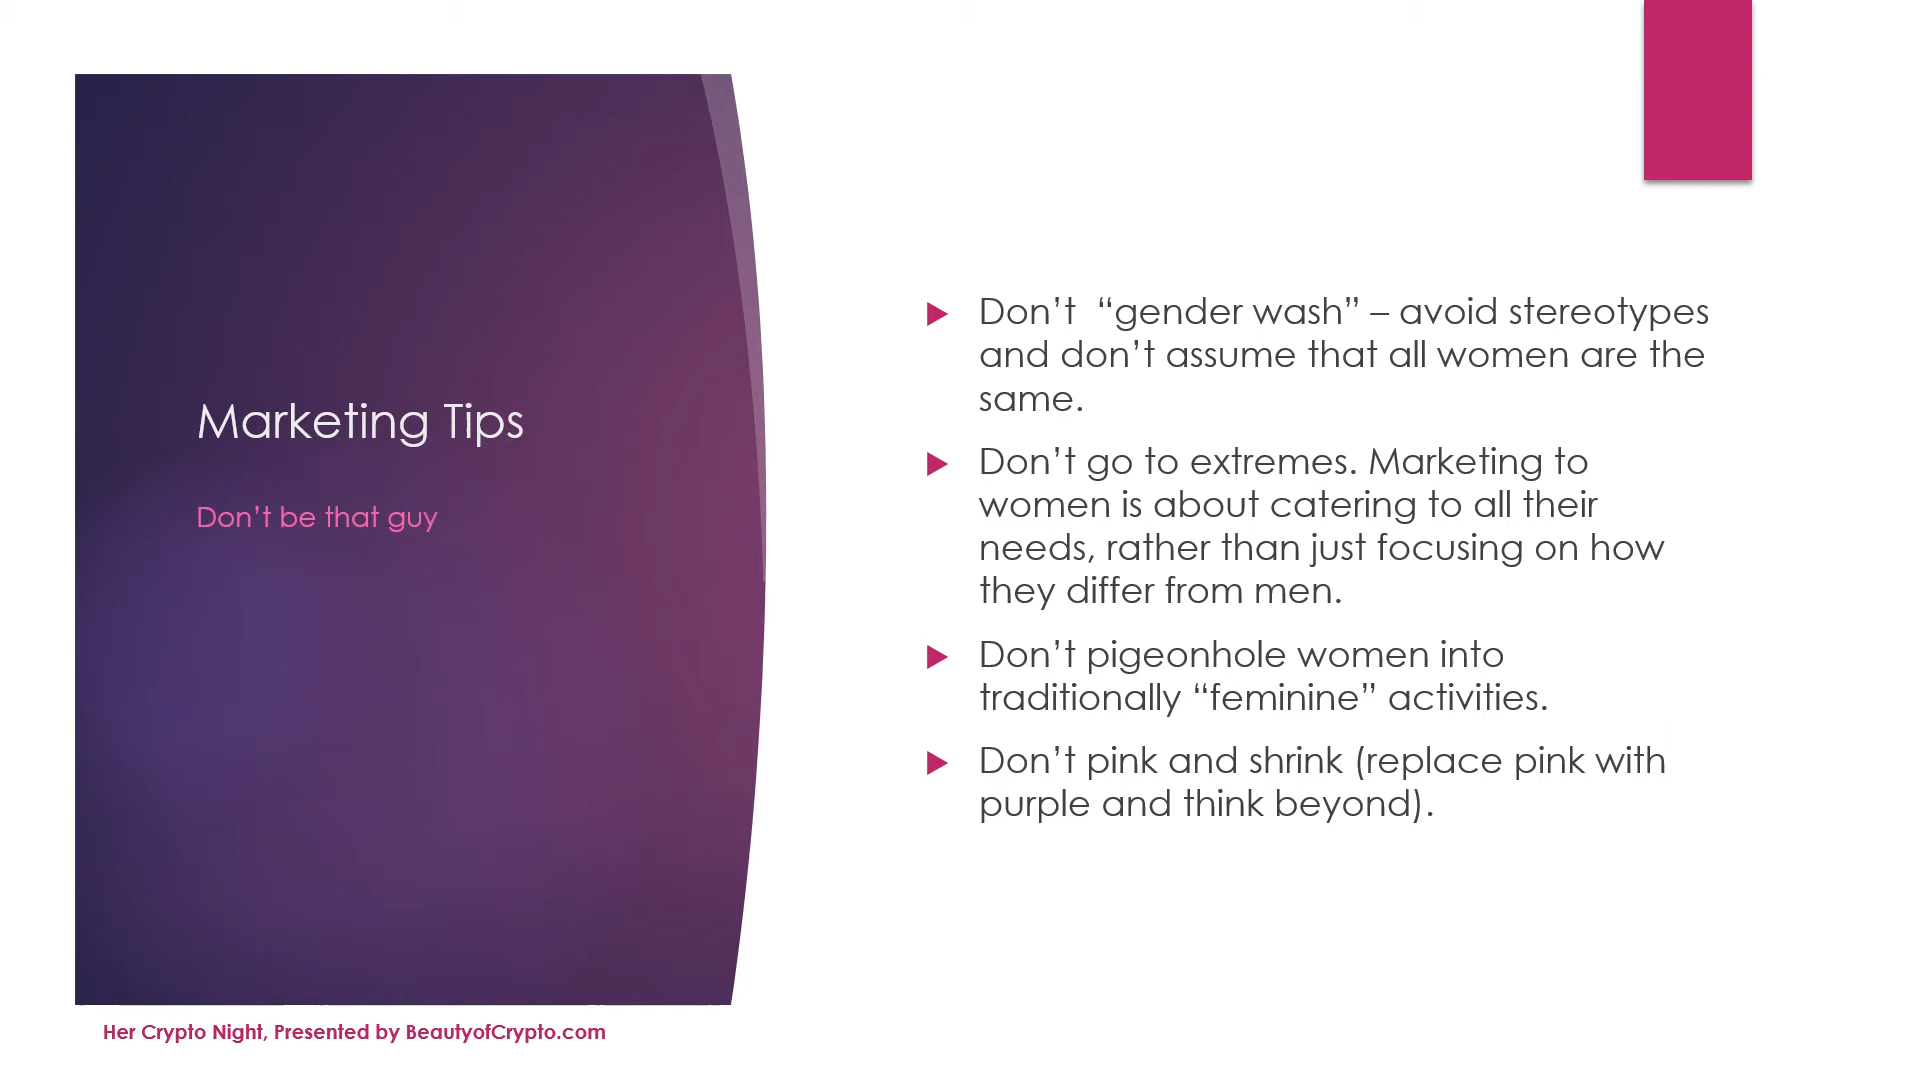 Marketing Tips
Don’t be that guy
Don’t  “gender wash” – avoid stereotypes
and don’t assume that all women are the
same.
Don’t go to extremes. Marketing to
women is about catering to all their
needs, rather than just focusing on how
they differ from men.
Don’t pigeonhole women into
traditionally “feminine” activities.
Don’t pink and shrink (replace pink with
purple and think beyond).
Her Crypto Night, Presented by BeautyofCrypto.com